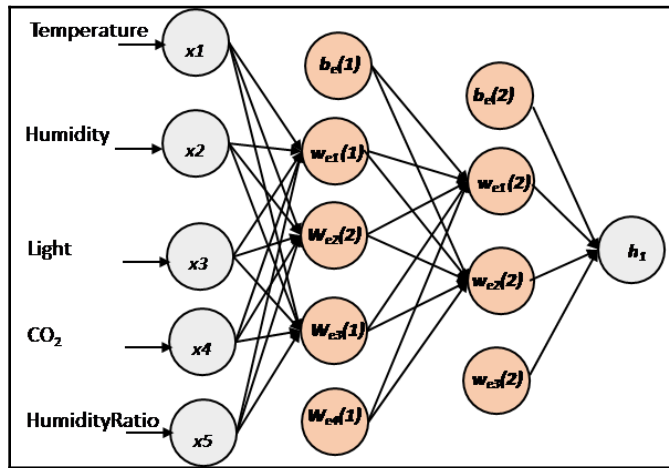 Temperature
x1
b_e(1)
b_e(2)
Humidity
x2
w_e1(1)
w_e1(2)
W_e2(2)
Light
x3
h_1
w_e2(2)
CO₂
x4
W_e3(1)
w_e3(2)
HumidityRatio
x5
W_e4(1)